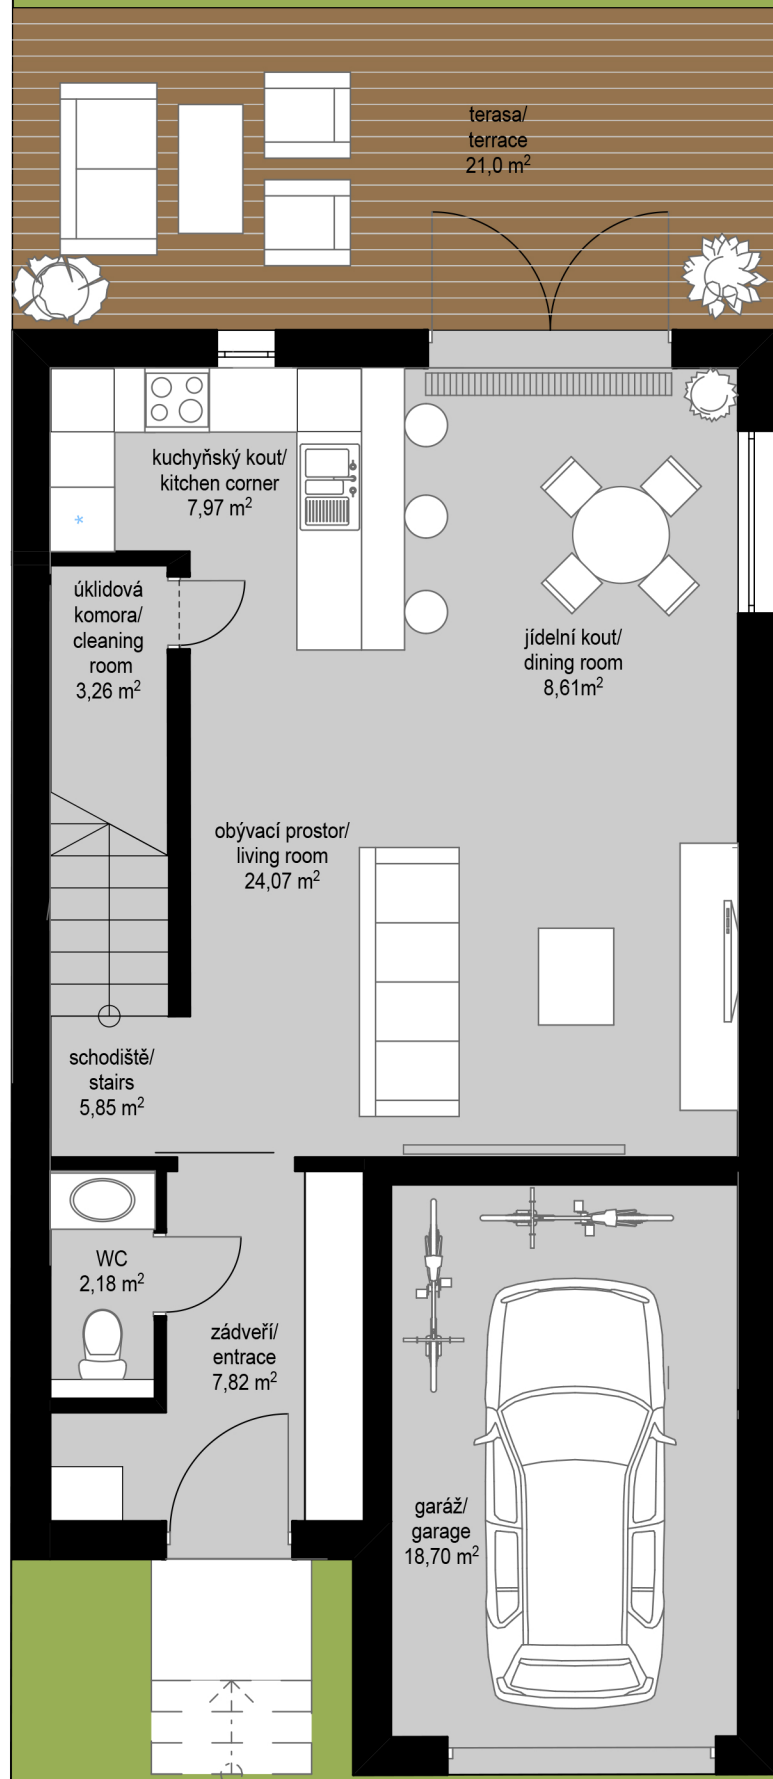 terasa/
terrace
21,0 m²
kuchyňský kout/
kitchen corner
7,97 m²
úklidová
komora/
cleaning
room
3,26 m²
jídelní kout/
dining room
8,61m²
obývací prostor/
living room
24,07 m²
schodiště/
stairs
5,85 m²
WC
2,18 m²
zádveří/
entrace
7,82 m²
garáž/
garage
18,70 m²